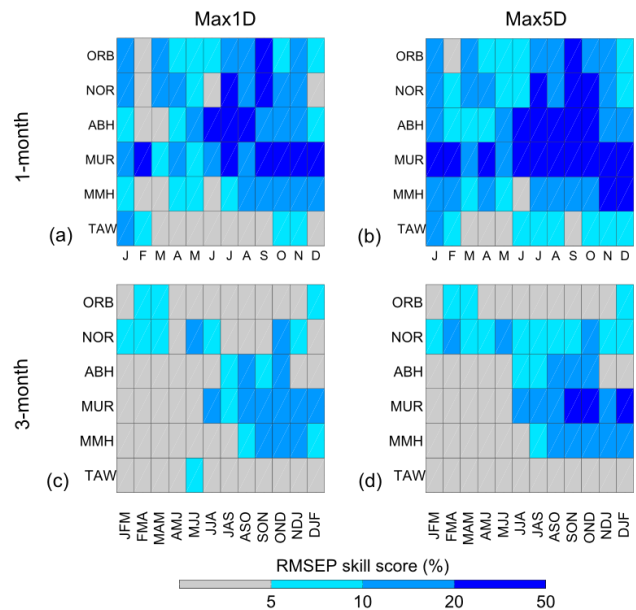 Max1D Max5D
1-month
ORB
NOR
ABH
MUR
MMH
TAW
(a)
J F M A M J J A S O N D
ORB
NOR
ABH
MUR
MMH
TAW
(b)
J F M A M J J A S O N D
3-month
ORB
NOR
ABH
MUR
MMH
TAW
(c)
JFM FMA MAM AMJ MJJ JJA JAS ASO SON OND NDJ DJF
ORB
NOR
ABH
MUR
MMH
TAW
(d)
JFM FMA MAM AMJ MJJ JJA JAS ASO SON OND NDJ DJF
RMSEP skill score (%)
5 10 20 50